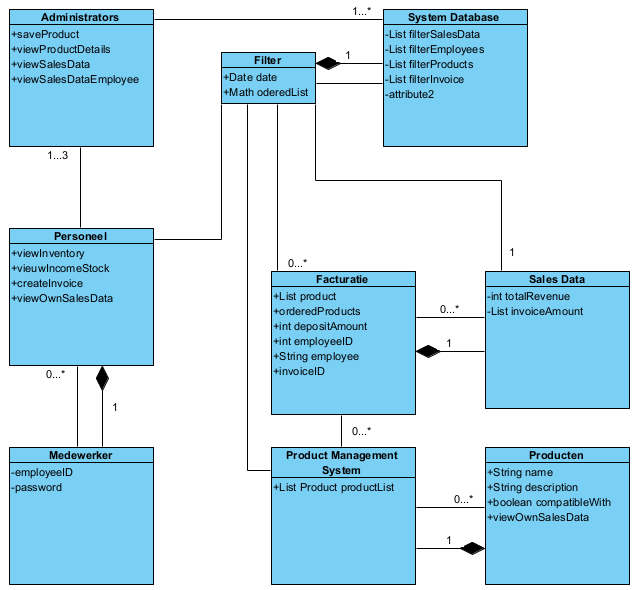 Administrators
+saveProduct
+viewProductDetails
+viewSalesData
+viewSalesDataEmployee
1...*
System Database
-List filterSalesData
-List filterEmployees
-List filterProducts
-List filterInvoice
-attribute2
Filter
+Date date
+Math oderedList
1
1...3
Personeel
+viewInventory
+vieuwIncomeStock
+createInvoice
+viewOwnSalesData
0...*
1
Facturatie
+List product
+orderedProducts
+int depositAmount
+int employeeID
+String employee
+invoiceID
0...*
1
Sales Data
-int totalRevenue
-List invoiceAmount
0...*
1
Medewerker
-employeeID
-password
0...*
Product Management
System
+List Product productList
0...*
1
Producten
+String name
+String description
+boolean compatibleWith
+viewOwnSalesData